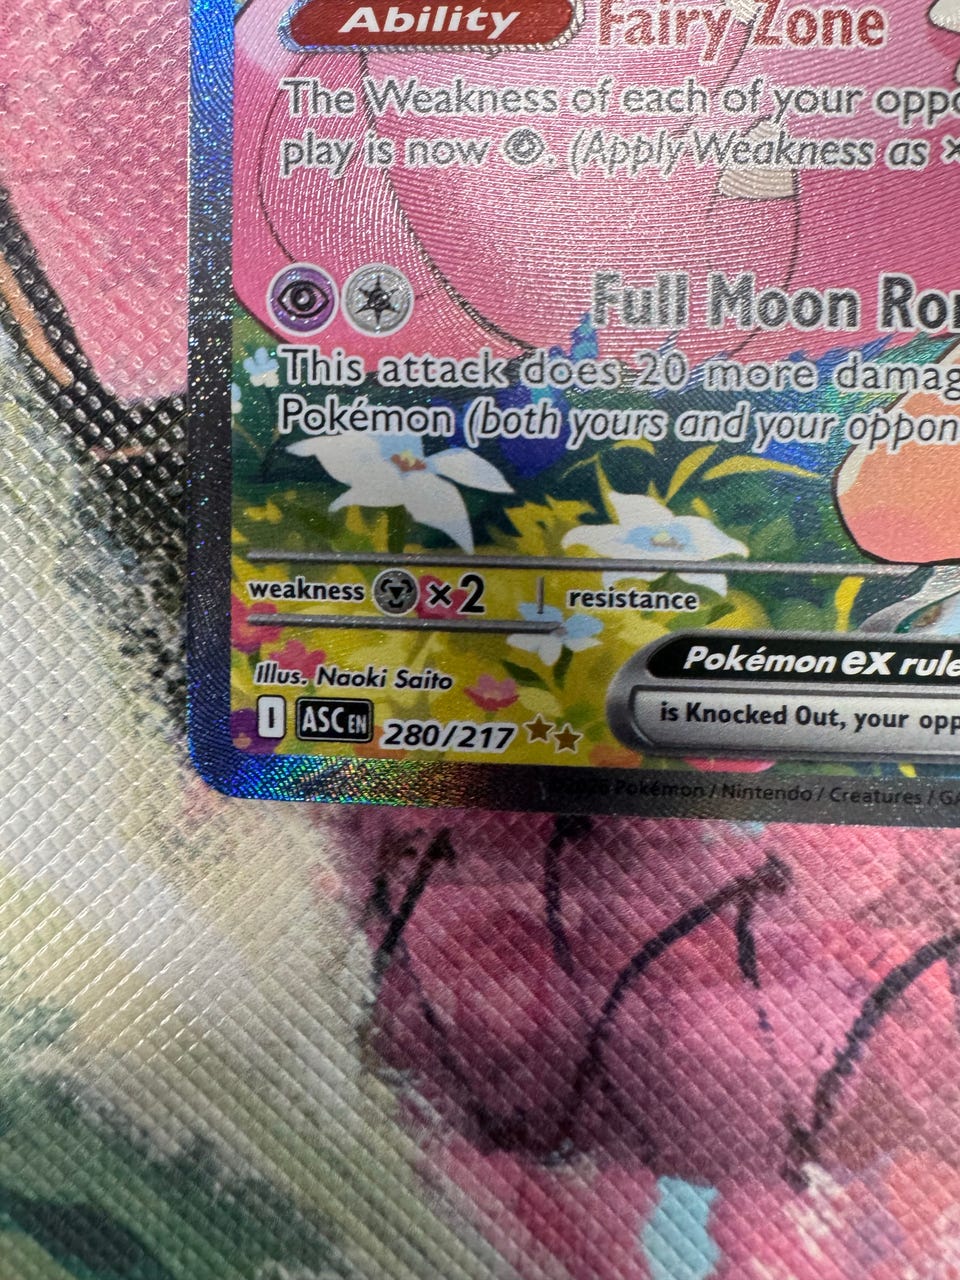 Ability Fairy Zone
The Weakness of each of your oppo
play is now . (Apply Weakness as ×
Full Moon Ro
This attack does 20 more damag
Pokémon (both yours and your oppon
weakness ×2 resistance
Illus. Naoki Saito
Pokémon ex rule
I ASC EN 280/217
is Knocked Out, your opp
©2026 Pokémon / Nintendo / Creatures / GA